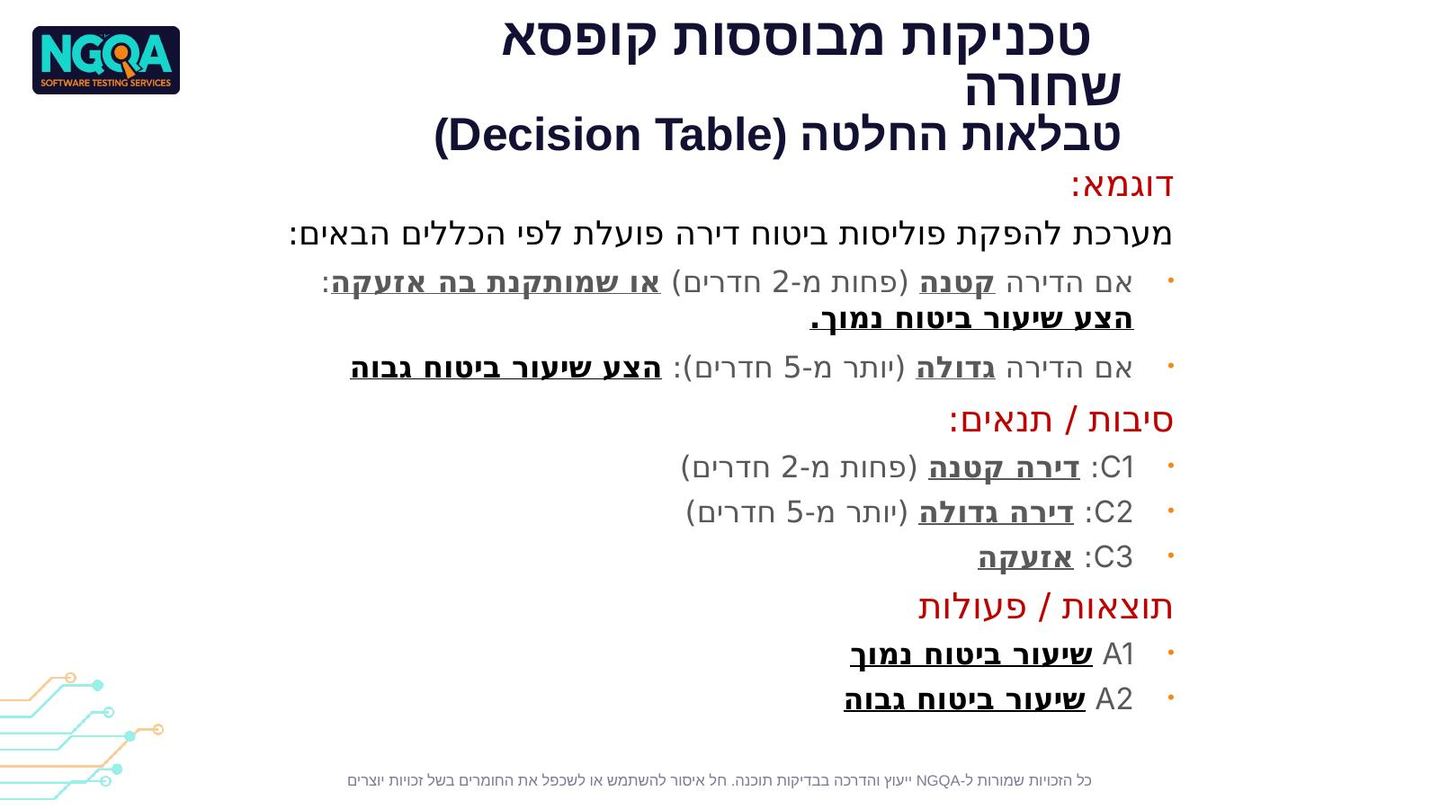 NGQA
SOFTWARE TESTING SERVICES
טכניקות מבוססות קופסא
שחורה
טבלאות החלטה (Decision Table)
דוגמא:
מערכת להפקת פוליסות ביטוח דירה פועלת לפי הכללים הבאים:
• אם הדירה קטנה (פחות מ-2 חדרים) או שמותקנת בה אזעקה:
הצע שיעור ביטוח נמוך.
• אם הדירה גדולה (יותר מ-5 חדרים): הצע שיעור ביטוח גבוה
סיבות / תנאים:
• C1: דירה קטנה (פחות מ-2 חדרים)
• C2: דירה גדולה (יותר מ-5 חדרים)
• C3: אזעקה
תוצאות / פעולות
• A1 שיעור ביטוח נמוך
• A2 שיעור ביטוח גבוה
כל הזכויות שמורות ל-NGQA ייעוץ והדרכה בבדיקות תוכנה. חל איסור להשתמש או לשכפל את החומרים בשל זכויות יוצרים